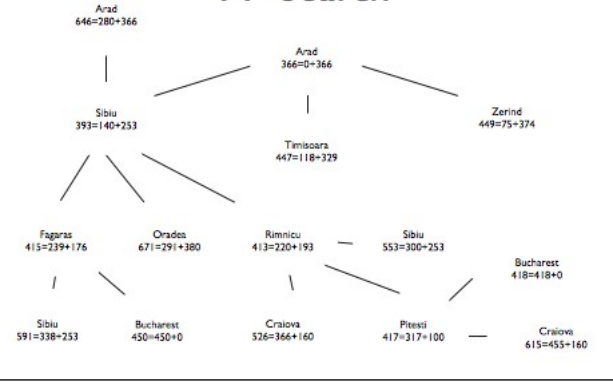 Arad
646=280+366
Arad
366=0+366
Sibiu
393=140+253
Zerind
449=75+374
Timisoara
447=118+329
Fagaras
415=239+176
Oradea
671=291+380
Rimnicu
413=220+193
Sibiu
553=300+253
Bucharest
418=418+0
Sibiu
591=338+253
Bucharest
450=450+0
Craiova
526=366+160
Pitesti
417=317+100
Craiova
615=455+160